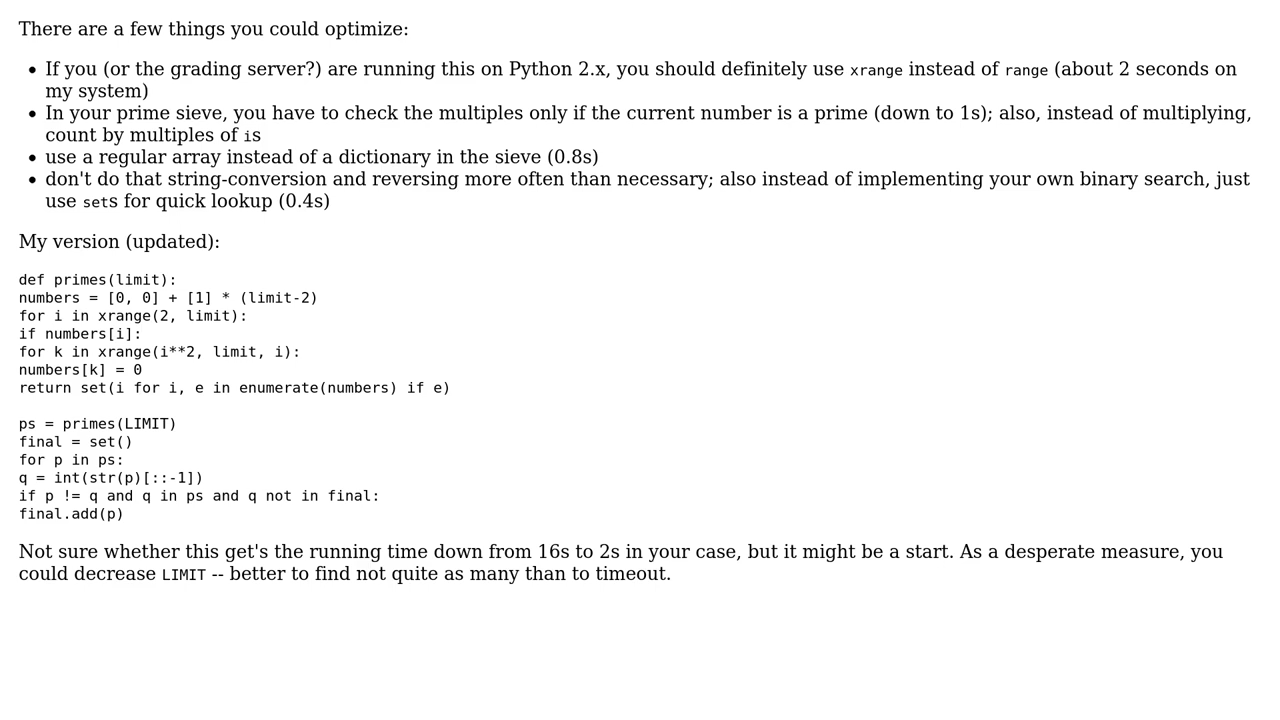 There are a few things you could optimize:
• If you (or the grading server?) are running this on Python 2.x, you should definitely use xrange instead of range (about 2 seconds on
my system)
• In your prime sieve, you have to check the multiples only if the current number is a prime (down to 1s); also, instead of multiplying,
count by multiples of is
• use a regular array instead of a dictionary in the sieve (0.8s)
• don't do that string-conversion and reversing more often than necessary; also instead of implementing your own binary search, just
use sets for quick lookup (0.4s)
My version (updated):
def primes(limit):
numbers = [0, 0] + [1] * (limit-2)
for i in xrange(2, limit):
if numbers[i]:
for k in xrange(i**2, limit, i):
numbers[k] = 0
return set(i for i, e in enumerate(numbers) if e)
ps = primes(LIMIT)
final = set()
for p in ps:
q = int(str(p)[::-1])
if p != q and q in ps and q not in final:
final.add(p)
Not sure whether this get's the running time down from 16s to 2s in your case, but it might be a start. As a desperate measure, you
could decrease LIMIT -- better to find not quite as many than to timeout.